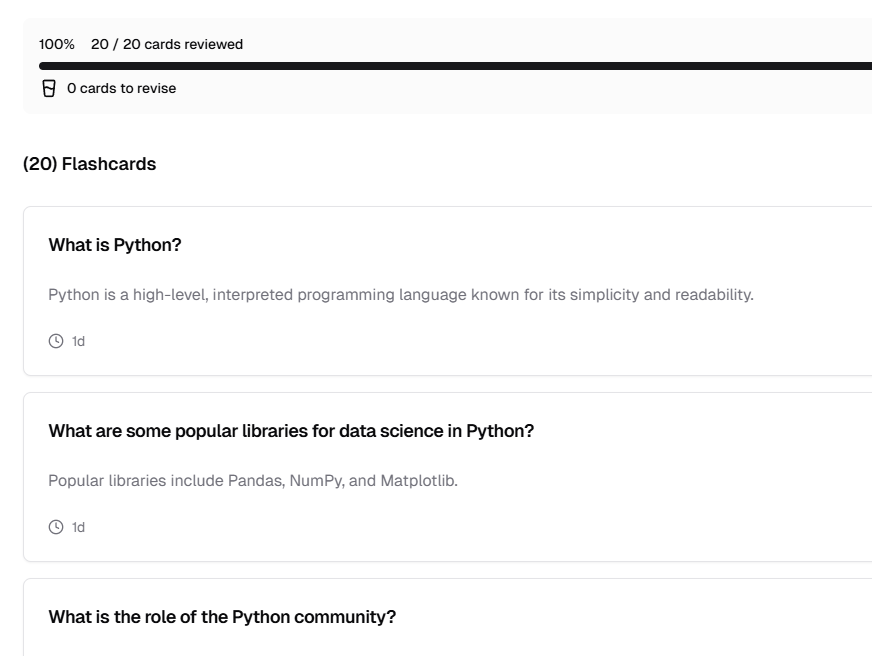 100% 20 / 20 cards reviewed
0 cards to revise
(20) Flashcards
What is Python?
Python is a high-level, interpreted programming language known for its simplicity and readability.
1d
What are some popular libraries for data science in Python?
Popular libraries include Pandas, NumPy, and Matplotlib.
1d
What is the role of the Python community?